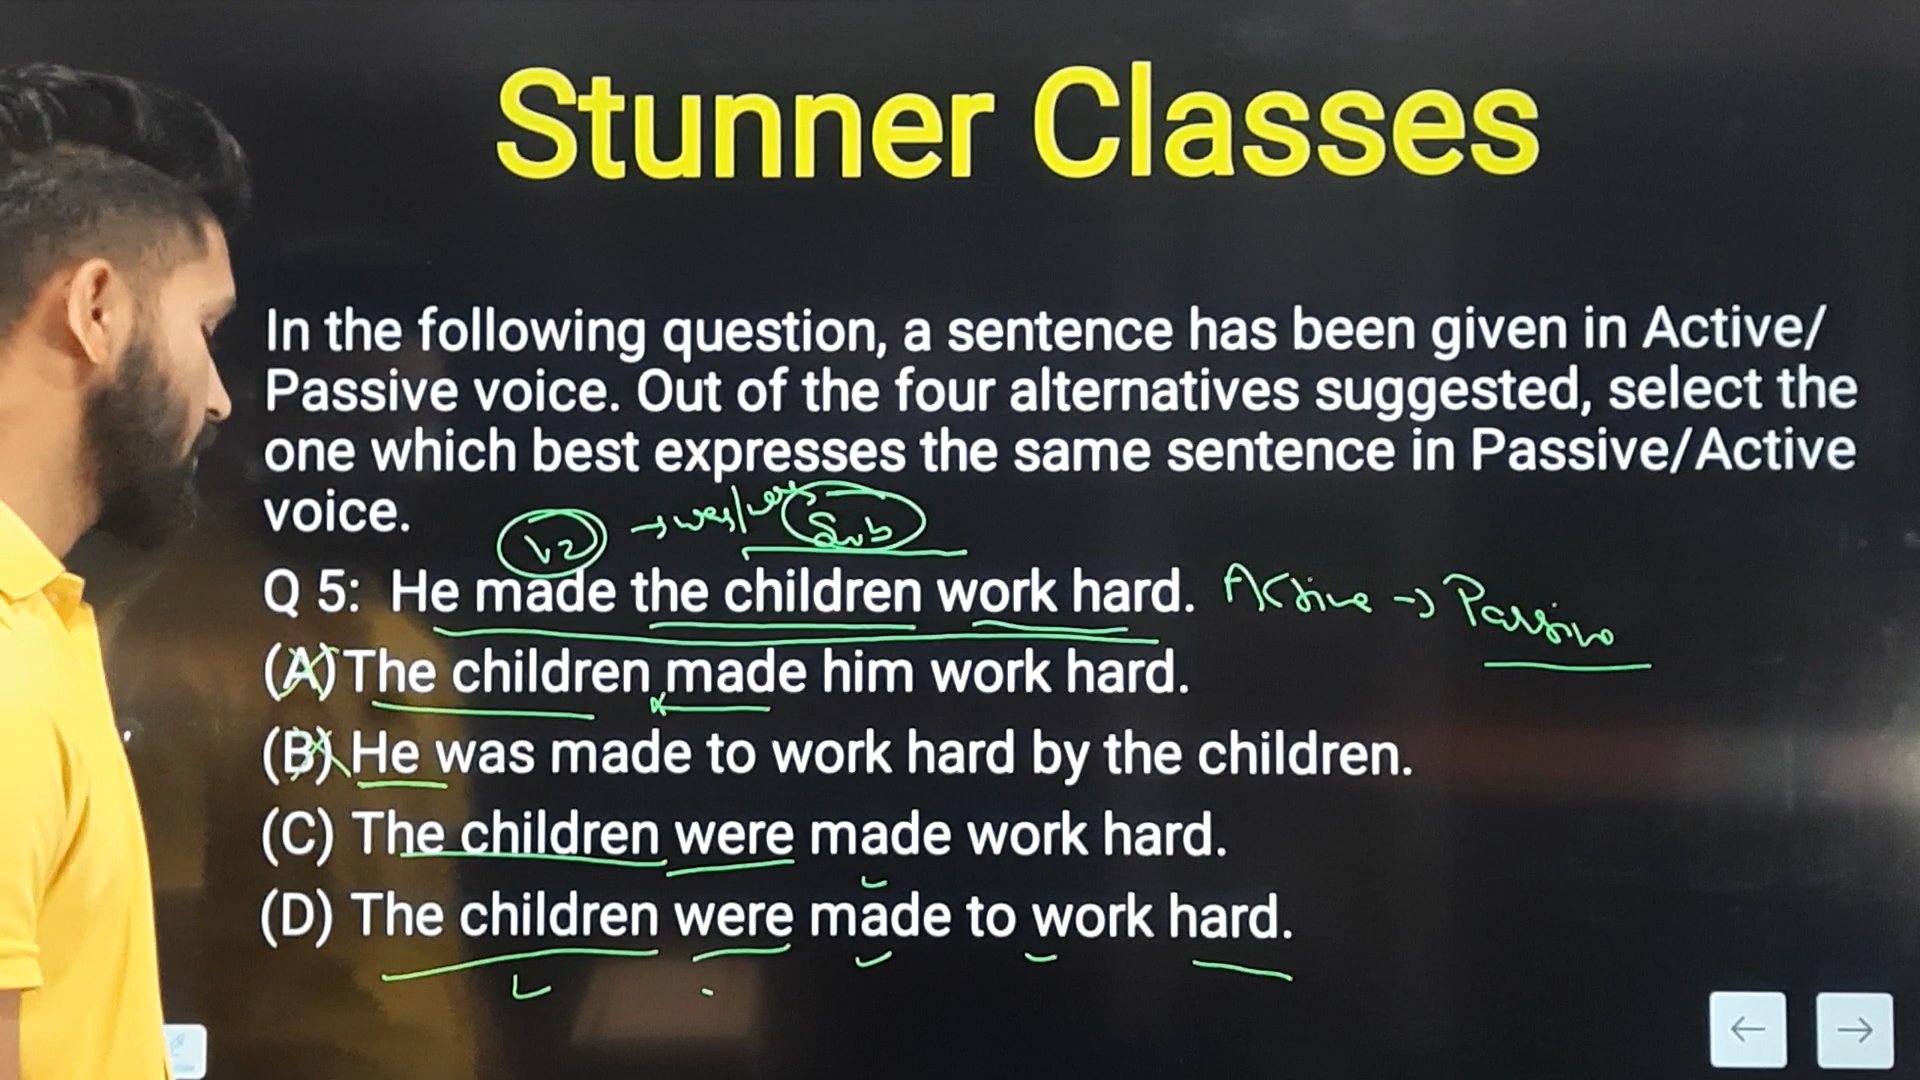 Stunner Classes
In the following question, a sentence has been given in Active/
Passive voice. Out of the four alternatives suggested, select the
one which best expresses the same sentence in Passive/Active
voice.
V2 → was/were Sub
Q 5: He made the children work hard. Active → Passive
(A) The children made him work hard.
(B) He was made to work hard by the children.
(C) The children were made work hard.
(D) The children were made to work hard.